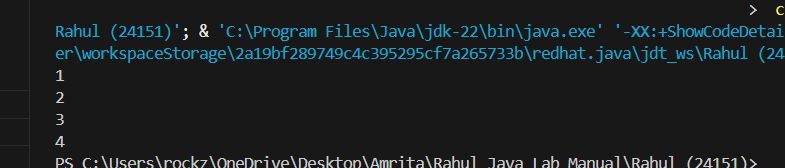 > c
Rahul (24151)'; & 'C:\Program Files\Java\jdk-22\bin\java.exe' '-XX:+ShowCodeDetai
er\workspaceStorage\2a19bf289749c4c395295cf7a265733b\redhat.java\jdt_ws\Rahul (24
1
2
3
4
PS C:\Users\rockz\OneDrive\Desktop\Amrita\Rahul Java Lab Manual\Rahul (24151)>